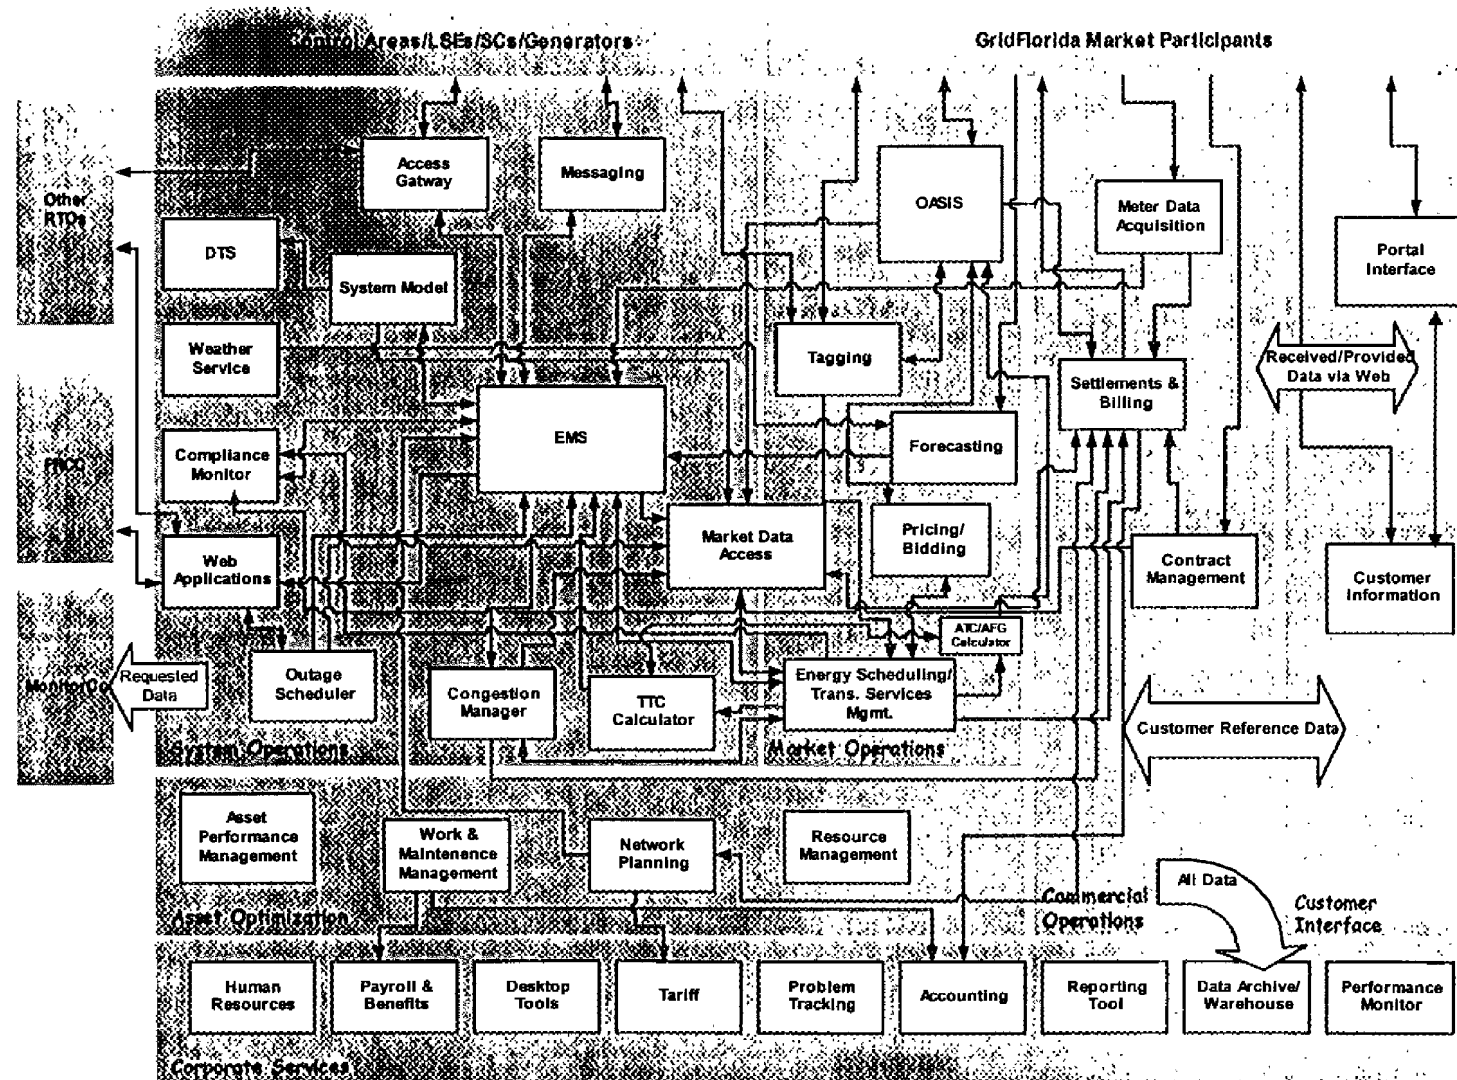 Control Areas/LSEs/SCs/Generators
GridFlorida Market Participants
Other
RTOs
Access
Gatway
Messaging
OASIS
Meter Data
Acquisition
Portal
Interface
DTS
System Model
Weather
Service
Tagging
Settlements &
Billing
Received/Provided
Data via Web
EMS
Forecasting
FRCC
Compliance
Monitor
Market Data
Access
Pricing/
Bidding
Web
Applications
Contract
Management
Customer
Information
ATC/AFG
Calculator
MonitorCo
Requested
Data
Outage
Scheduler
Congestion
Manager
TTC
Calculator
Energy Scheduling/
Trans. Services
Mgmt.
Customer Reference Data
System Operations
Market Operations
Asset
Performance
Management
Work &
Maintenence
Management
Network
Planning
Resource
Management
All Data
Asset Optimization
Commercial
Operations
Customer
Interface
Human
Resources
Payroll &
Benefits
Desktop
Tools
Tariff
Problem
Tracking
Accounting
Reporting
Tool
Data Archive/
Warehouse
Performance
Monitor
Corporate Services